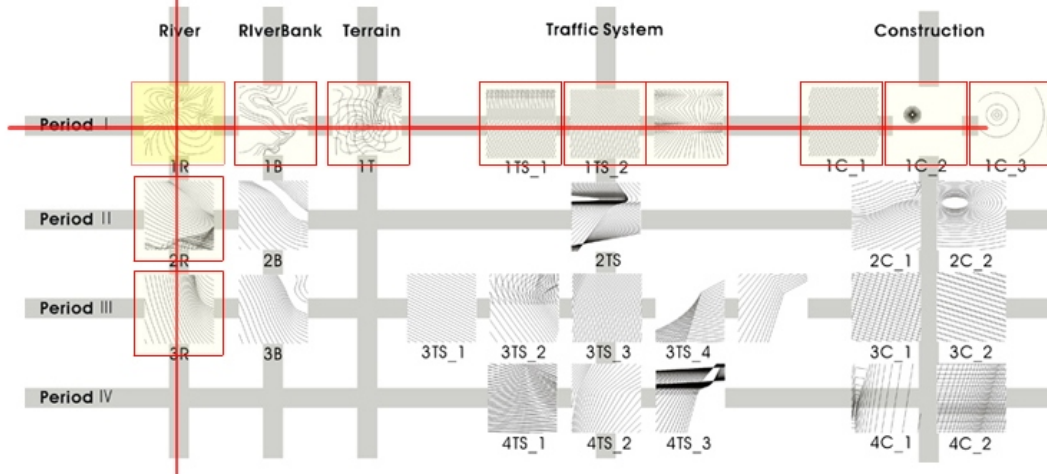 River RIverBank Terrain Traffic System Construction
Period I
1R 1B 1T 1TS_1 1TS_2 1C_1 1C_2 1C_3
Period II
2R 2B 2TS 2C_1 2C_2
Period III
3R 3B 3TS_1 3TS_2 3TS_3 3TS_4 3C_1 3C_2
Period IV
4TS_1 4TS_2 4TS_3 4C_1 4C_2